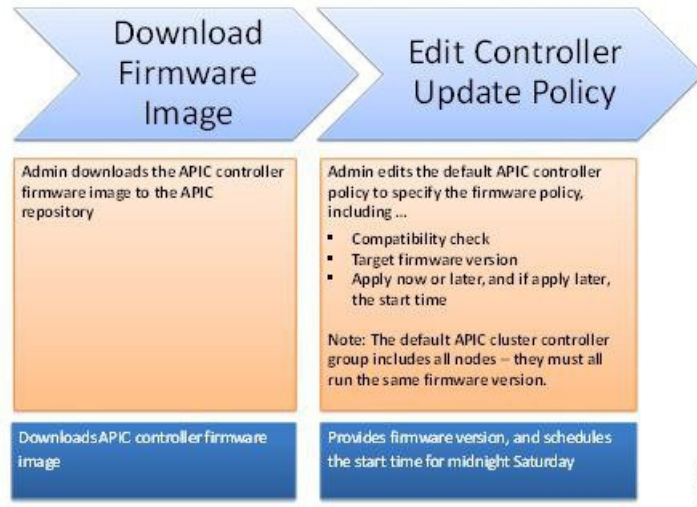 Download
Firmware
Image
Edit Controller
Update Policy
Admin downloads the APIC controller
firmware image to the APIC
repository
Admin edits the default APIC controller
policy to specify the firmware policy,
including ...
▪ Compatibility check
▪ Target firmware version
▪ Apply now or later, and if apply later,
the start time
Note: The default APIC cluster controller
group includes all nodes – they must all
run the same firmware version.
Downloads APIC controller firmware
image
Provides firmware version, and schedules
the start time for midnight Saturday